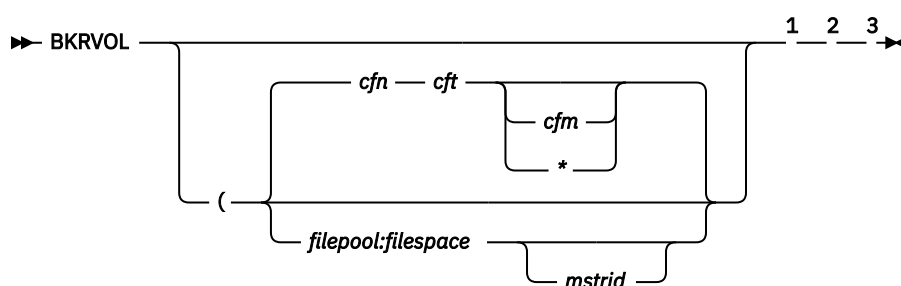 BKRVOL 1 2 3
cfn cft
cfm
*
(
filepool:filespace
mstrid